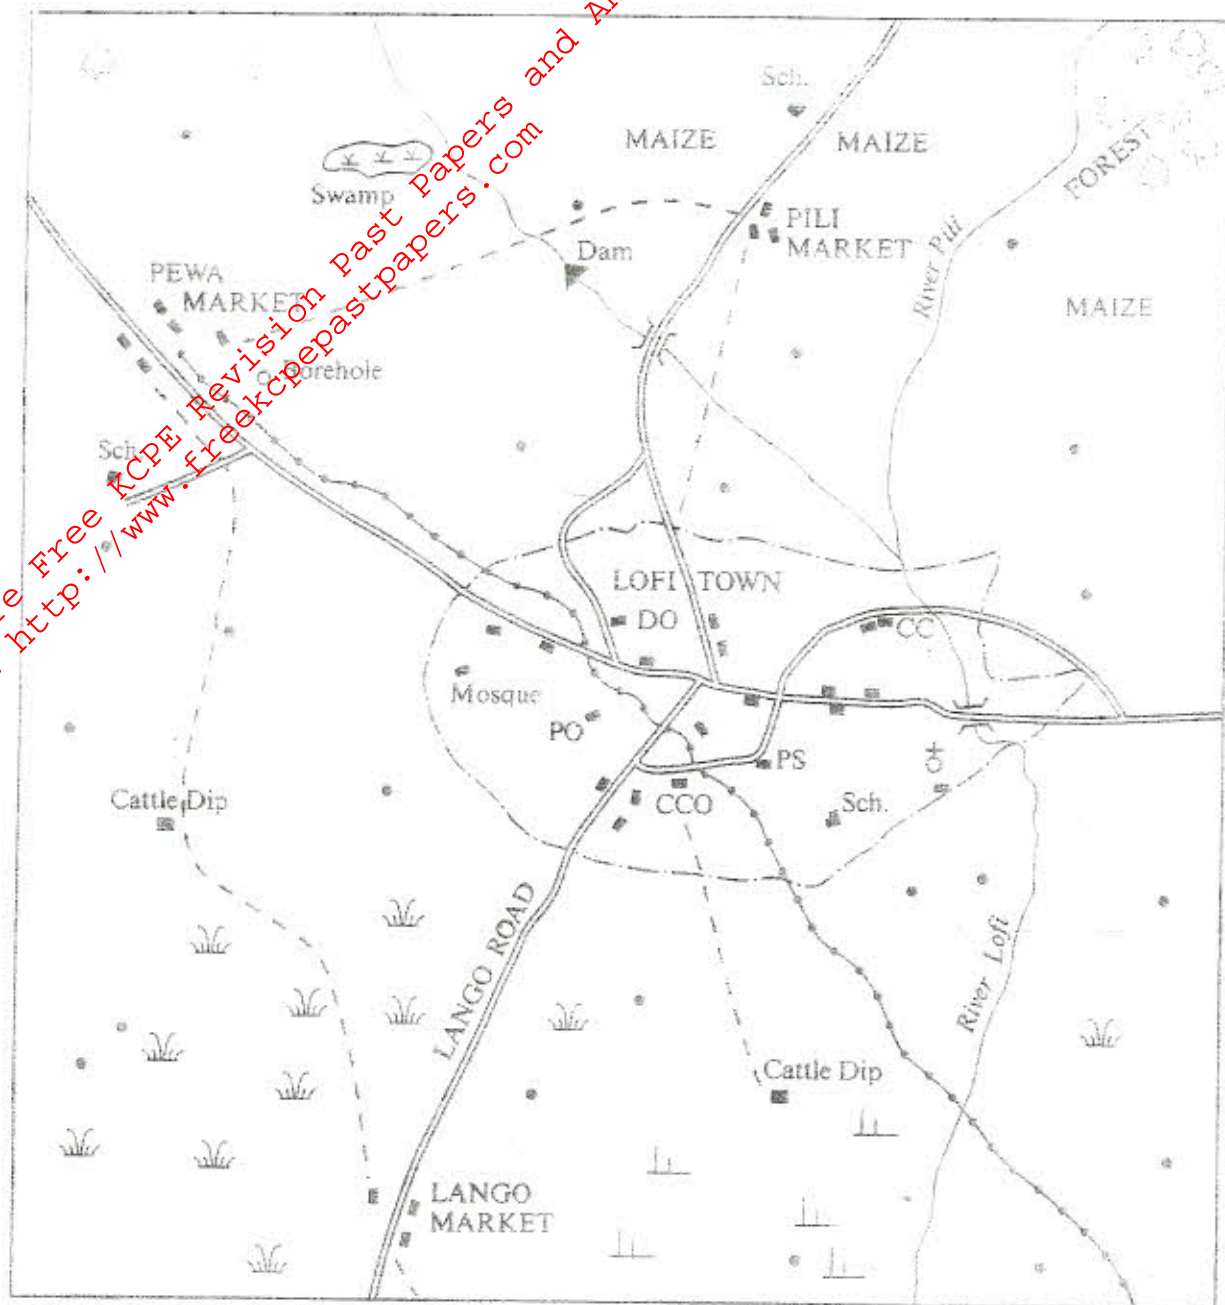 Free KCPE Revision Past Papers and
http://www.freekcpepastpapers.com
Sch.
MAIZE
MAIZE
FOREST
Swamp
PILI
MARKET
River Pili
Dam
PEWA
MARKET
MAIZE
Borehole
Sch.
LOFI TOWN
DO
CC
Mosque
PO
PS
Cattle Dip
CCO
Sch.
LANGO ROAD
River Lofi
Cattle Dip
LANGO
MARKET